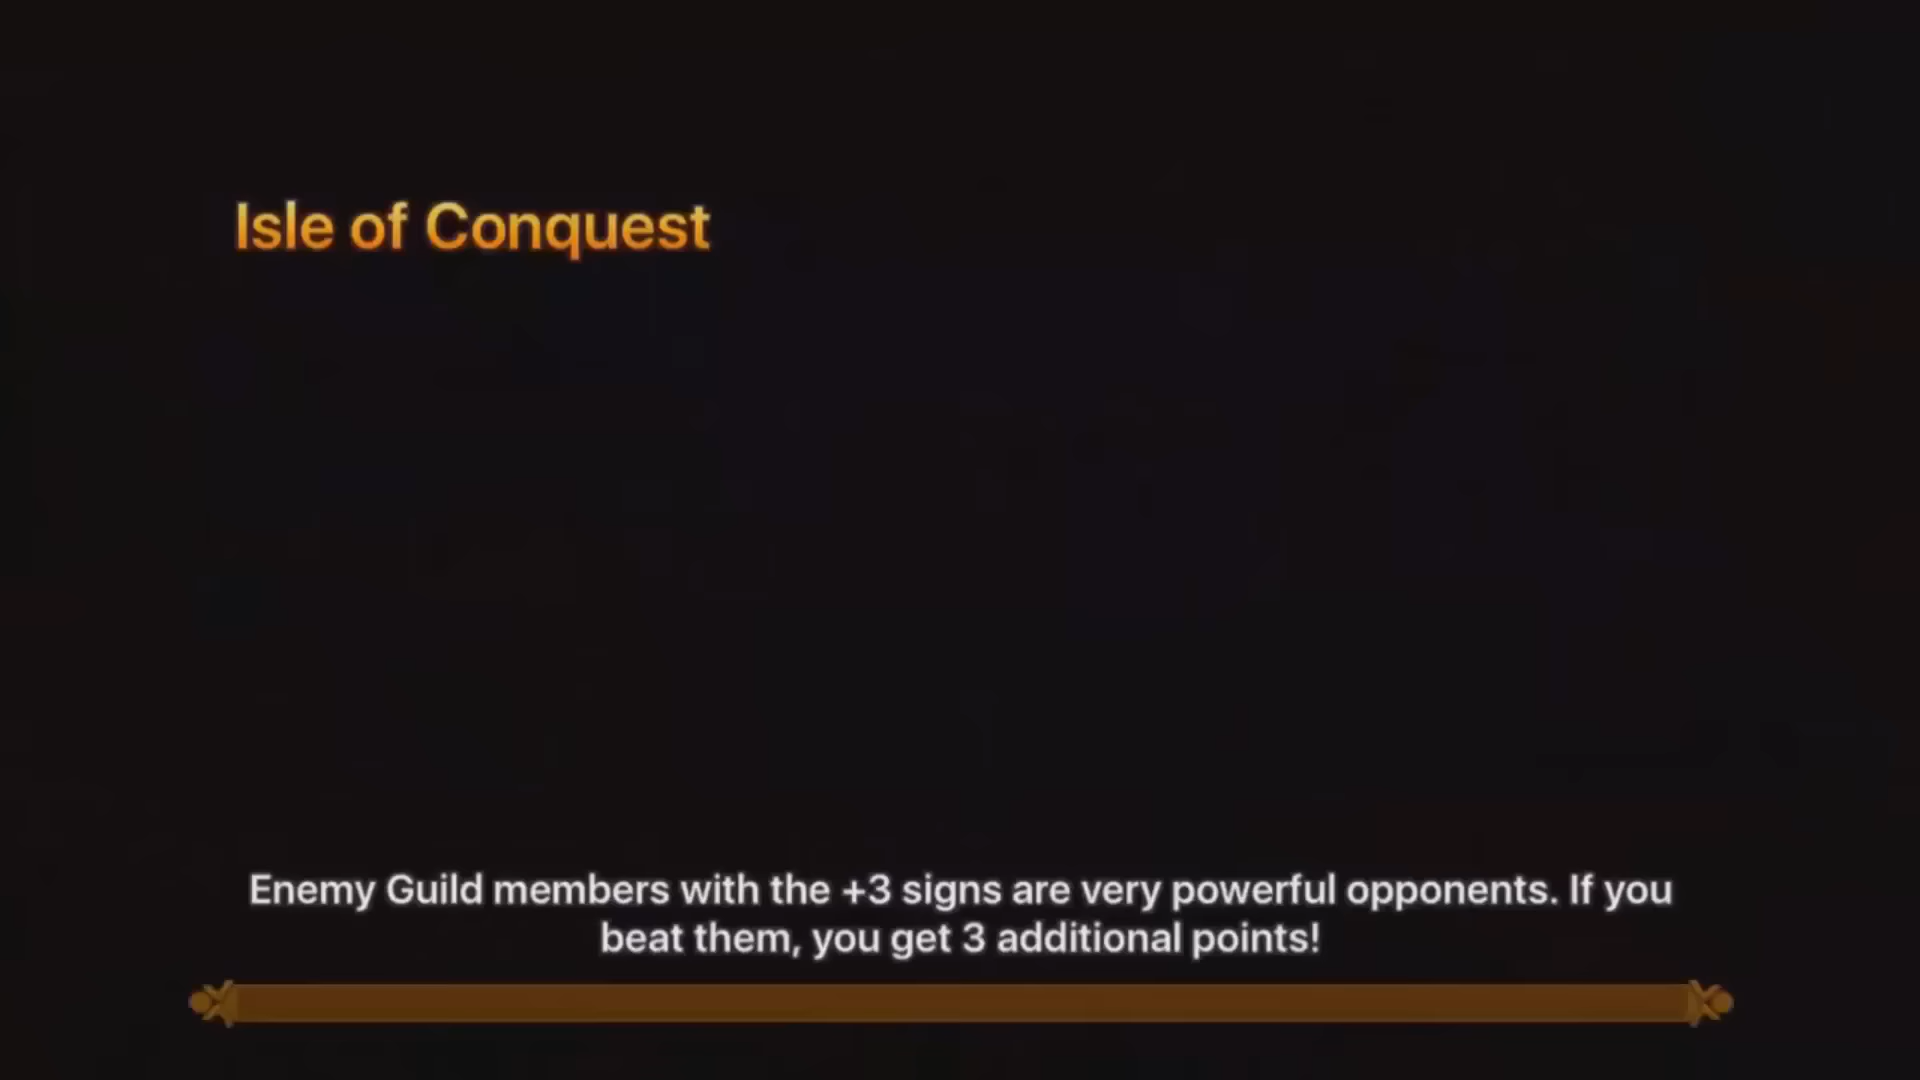 Isle of Conquest
Enemy Guild members with the +3 signs are very powerful opponents. If you
beat them, you get 3 additional points!